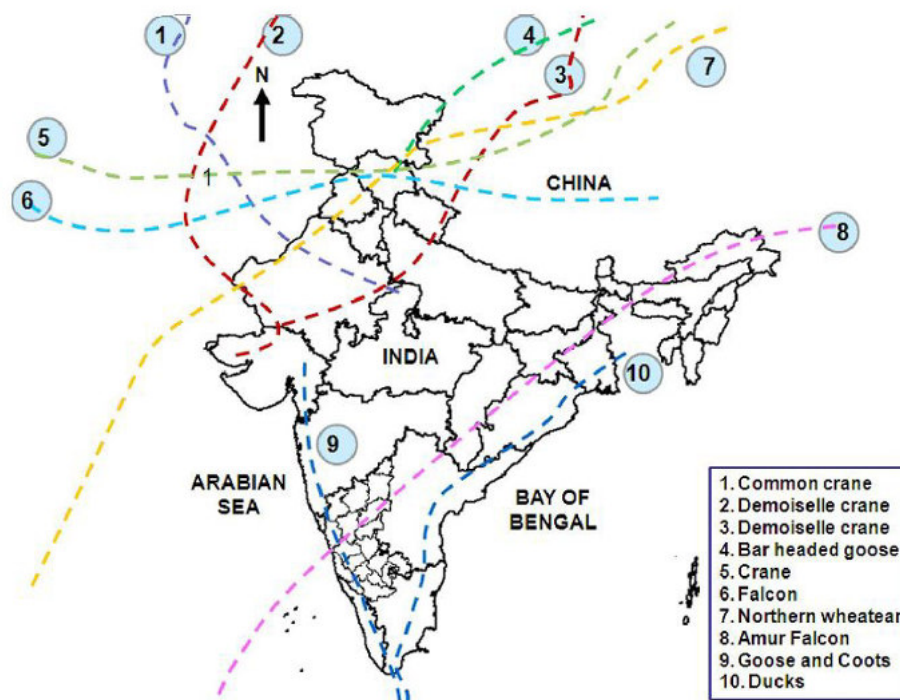 1
2
4
3
7
N
5
1
6
CHINA
8
INDIA
10
9
ARABIAN
SEA
BAY OF
BENGAL
1. Common crane
2. Demoiselle crane
3. Demoiselle crane
4. Bar headed goose
5. Crane
6. Falcon
7. Northern wheatear
8. Amur Falcon
9. Goose and Coots
10. Ducks